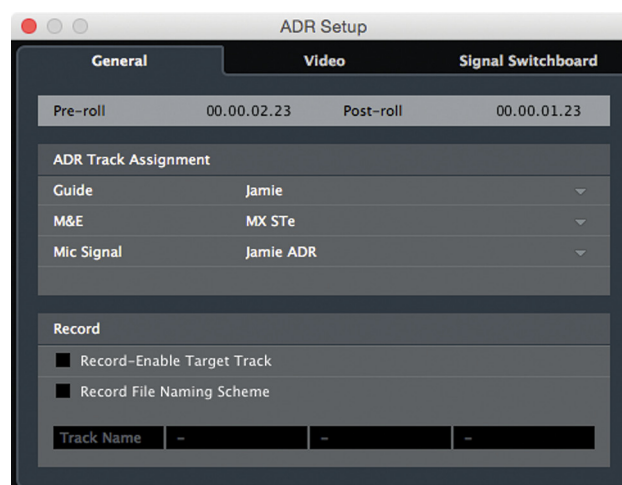 ADR Setup
General Video Signal Switchboard
Pre-roll 00.00.02.23 Post-roll 00.00.01.23
ADR Track Assignment
Guide Jamie
M&E MX STe
Mic Signal Jamie ADR
Record
Record-Enable Target Track
Record File Naming Scheme
Track Name - - -